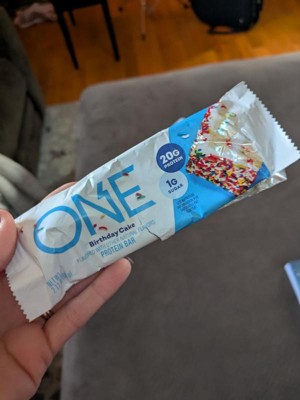 20G
PROTEIN
1G
SUGAR
ONE
Birthday Cake
PROTEIN BAR